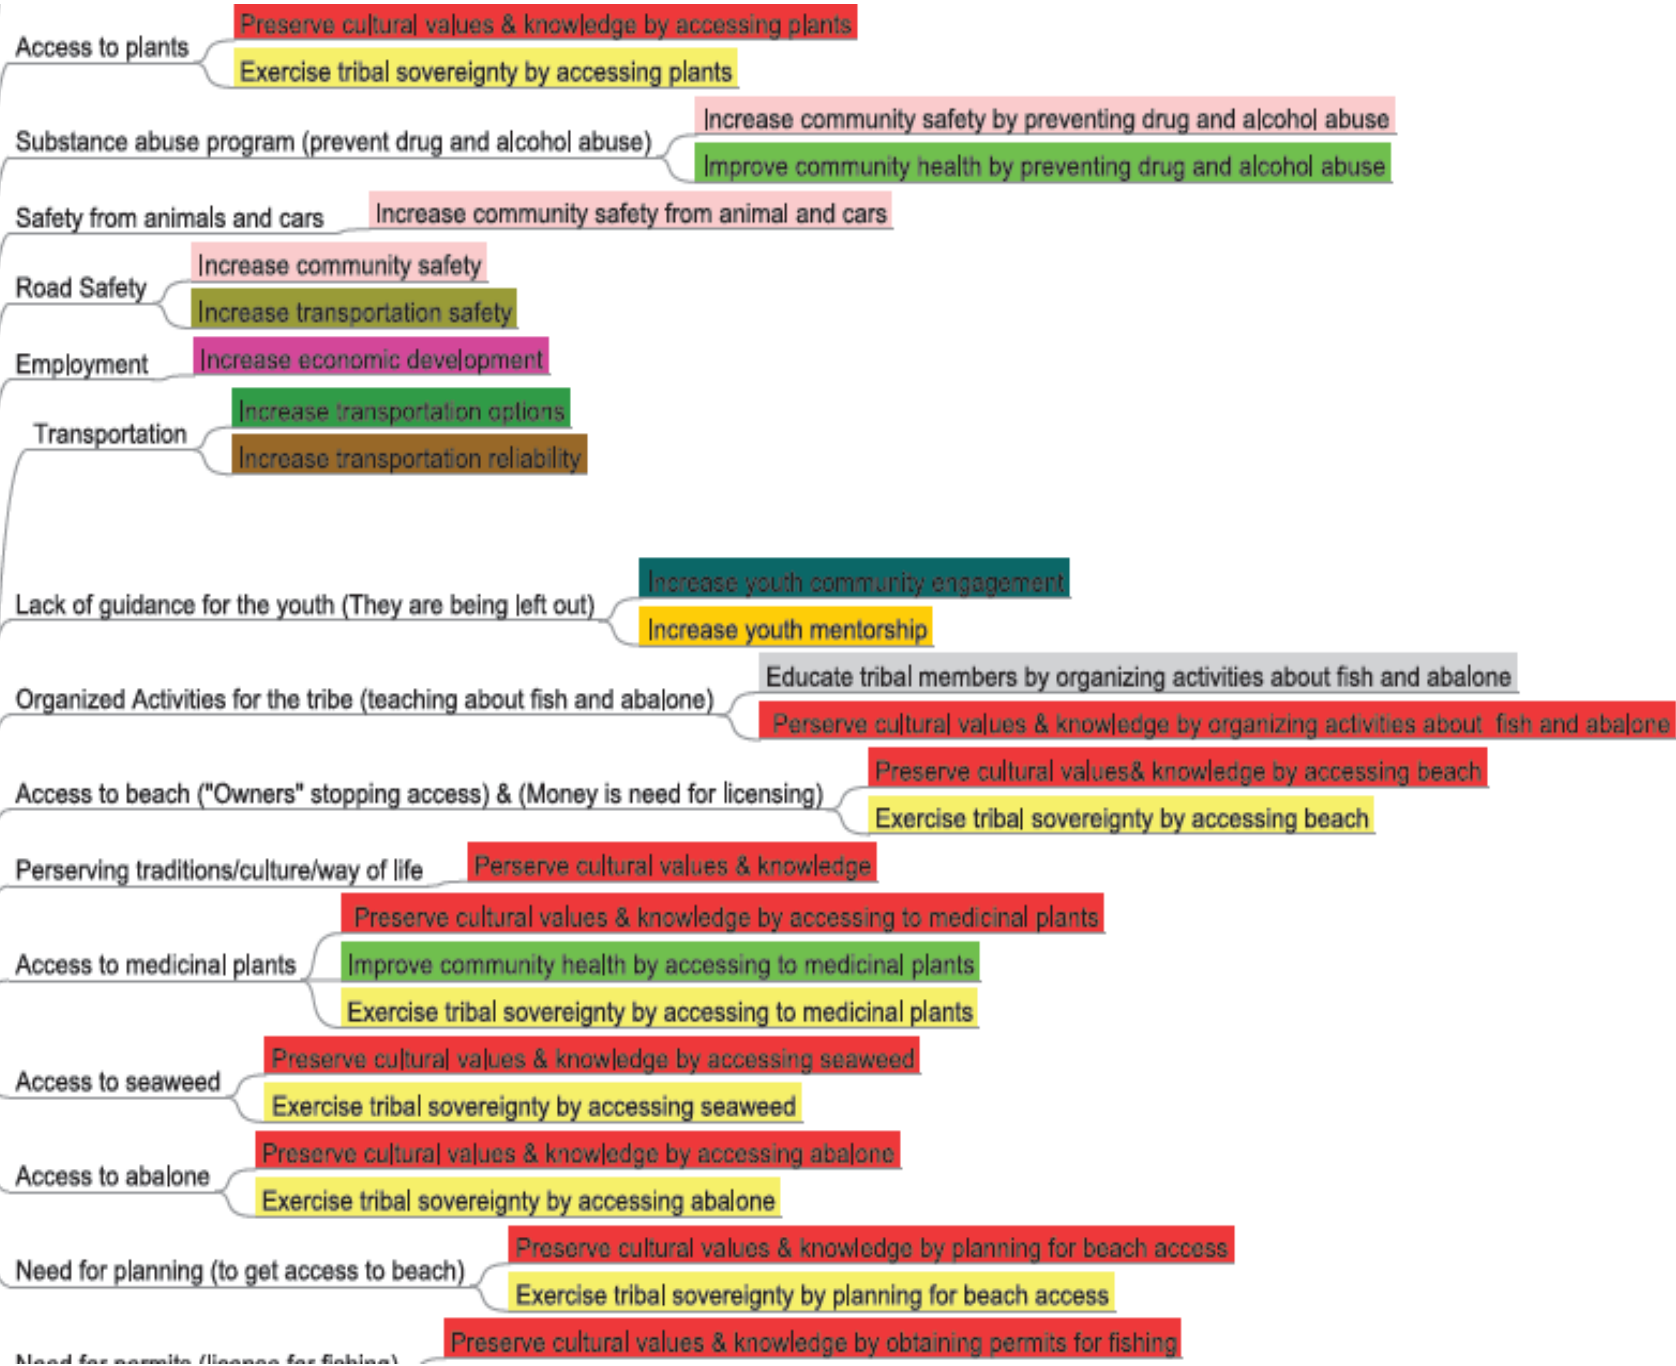 Preserve cultural values & knowledge by accessing plants
Access to plants
Exercise tribal sovereignty by accessing plants
Increase community safety by preventing drug and alcohol abuse
Substance abuse program (prevent drug and alcohol abuse)
Improve community health by preventing drug and alcohol abuse
Safety from animals and cars
Increase community safety from animal and cars
Increase community safety
Road Safety
Increase transportation safety
Employment
Increase economic development
Increase transportation options
Transportation
Increase transportation reliability
Increase youth community engagement
Lack of guidance for the youth (They are being left out)
Increase youth mentorship
Educate tribal members by organizing activities about fish and abalone
Organized Activities for the tribe (teaching about fish and abalone)
Perserve cultural values & knowledge by organizing activities about fish and abalone
Preserve cultural values& knowledge by accessing beach
Access to beach ("Owners" stopping access) & (Money is need for licensing)
Exercise tribal sovereignty by accessing beach
Perserving traditions/culture/way of life
Perserve cultural values & knowledge
Preserve cultural values & knowledge by accessing to medicinal plants
Access to medicinal plants
Improve community health by accessing to medicinal plants
Exercise tribal sovereignty by accessing to medicinal plants
Preserve cultural values & knowledge by accessing seaweed
Access to seaweed
Exercise tribal sovereignty by accessing seaweed
Preserve cultural values & knowledge by accessing abalone
Access to abalone
Exercise tribal sovereignty by accessing abalone
Preserve cultural values & knowledge by planning for beach access
Need for planning (to get access to beach)
Exercise tribal sovereignty by planning for beach access
Preserve cultural values & knowledge by obtaining permits for fishing
Need for permits (license for fishing)